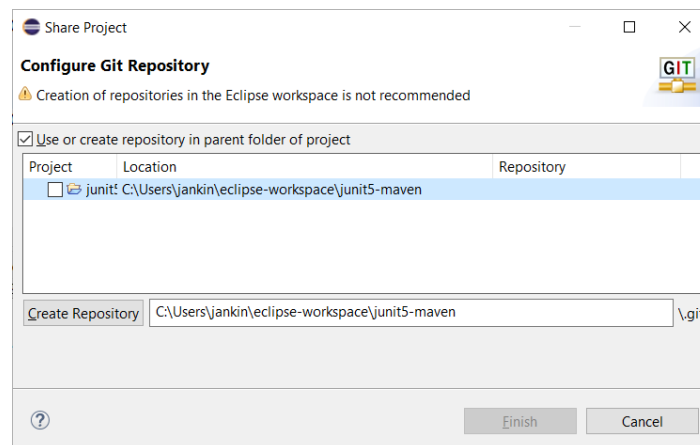 Share Project
Configure Git Repository
GIT
Creation of repositories in the Eclipse workspace is not recommended
Use or create repository in parent folder of project
Project Location Repository
junit5 C:\Users\jankin\eclipse-workspace\junit5-maven
Create Repository C:\Users\jankin\eclipse-workspace\junit5-maven \.gi
? Finish Cancel